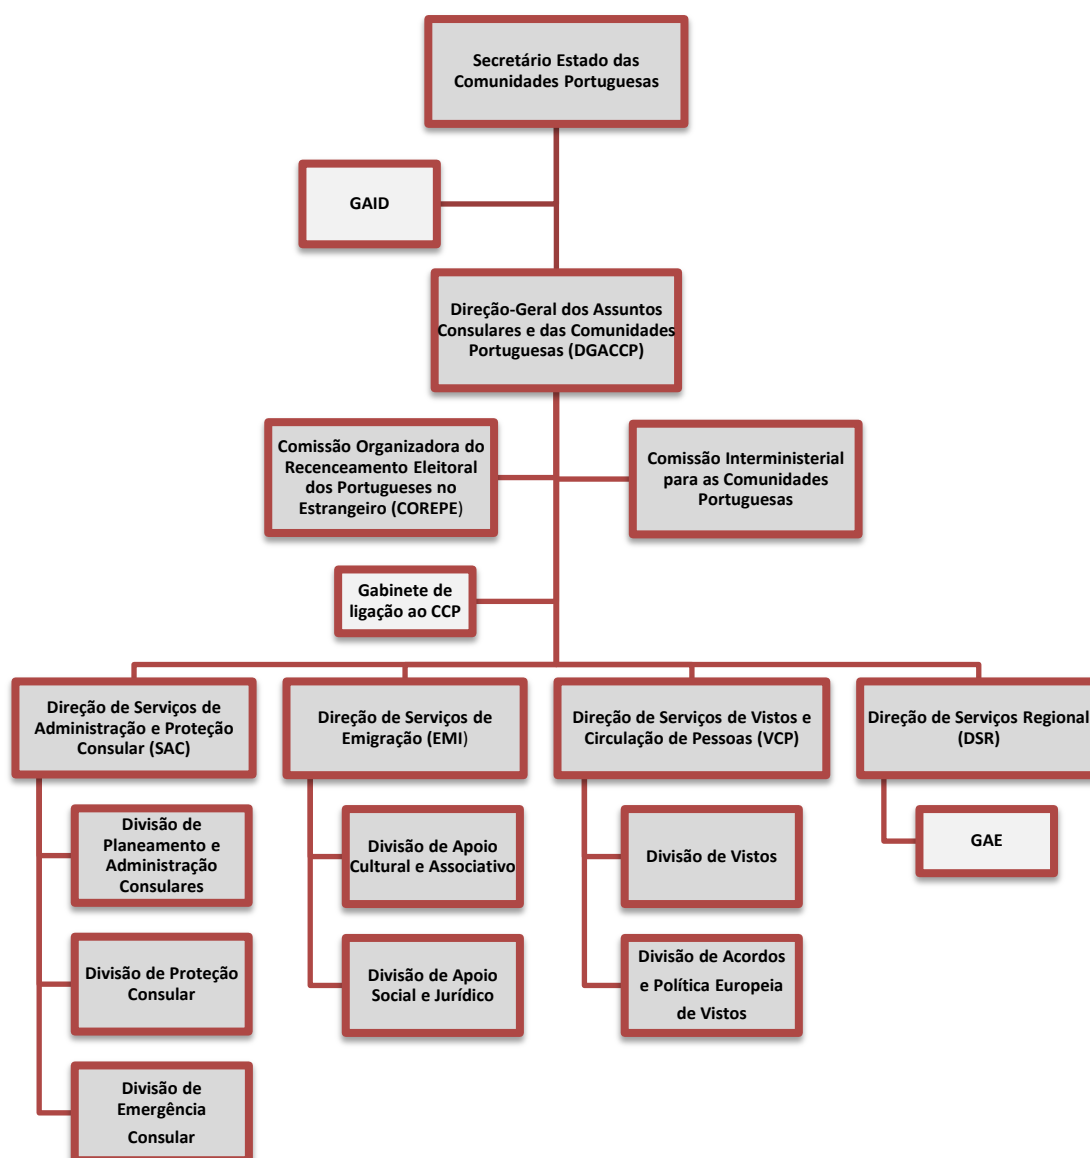 Secretário Estado das
Comunidades Portuguesas
GAID
Direção-Geral dos Assuntos
Consulares e das Comunidades
Portuguesas (DGACCP)
Comissão Organizadora do
Recenceamento Eleitoral
dos Portugueses no
Estrangeiro (COREPE)
Comissão Interministerial
para as Comunidades
Portuguesas
Gabinete de
ligação ao CCP
Direção de Serviços de
Administração e Proteção
Consular (SAC)
Direção de Serviços de
Emigração (EMI)
Direção de Serviços de Vistos e
Circulação de Pessoas (VCP)
Direção de Serviços Regional
(DSR)
Divisão de
Planeamento e
Administração
Consulares
Divisão de Apoio
Cultural e Associativo
Divisão de Vistos
GAE
Divisão de Proteção
Consular
Divisão de Apoio
Social e Jurídico
Divisão de Acordos
e Política Europeia
de Vistos
Divisão de
Emergência
Consular